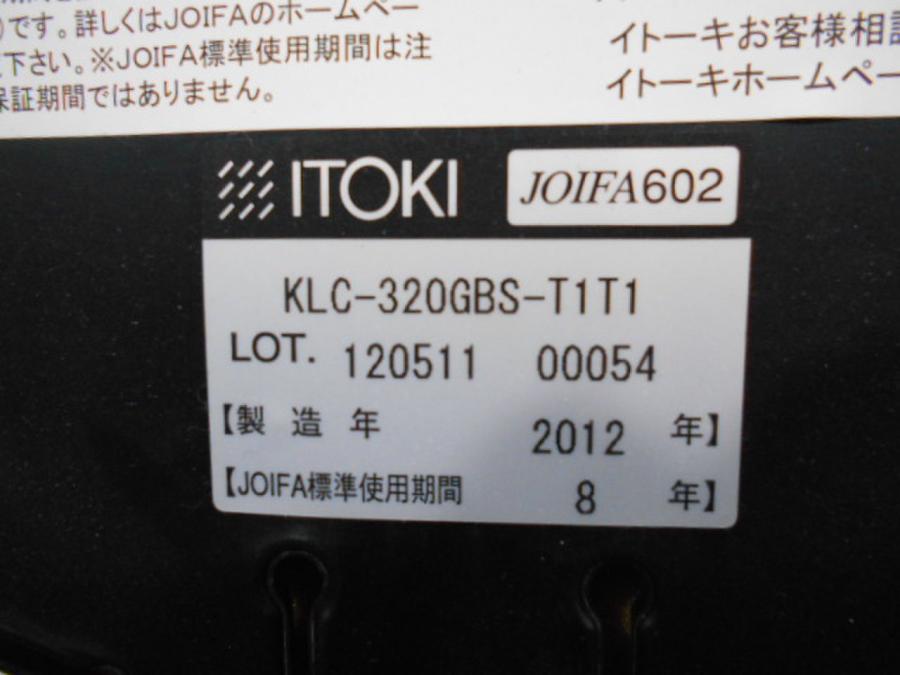 )です。詳しくはJOIFAのホームペー
下さい。※JOIFA標準使用期間は注
保証期間ではありません。
イトーキお客様相談
イトーキホームペー
ITOKI JOIFA602
KLC-320GBS-T1T1
LOT. 120511 00054
【製造年 2012 年】
【JOIFA標準使用期間 8 年】